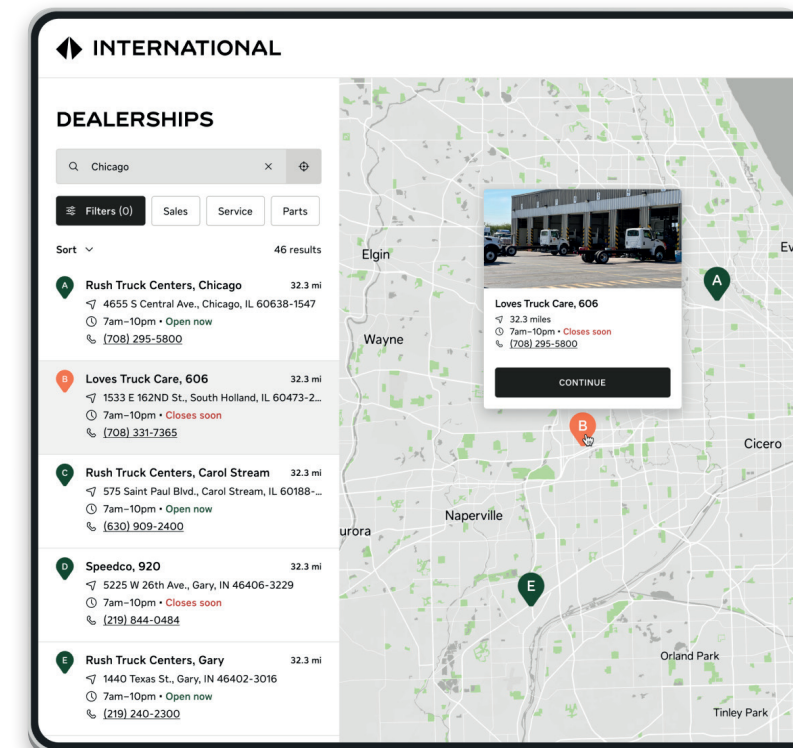 INTERNATIONAL
DEALERSHIPS
Chicago
Filters (0) Sales Service Parts
Sort 46 results
A Rush Truck Centers, Chicago 32.3 mi
4655 S Central Ave., Chicago, IL 60638-1547
7am–10pm • Open now
(708) 295-5800
B Loves Truck Care, 606 32.3 mi
1533 E 162ND St., South Holland, IL 60473-2...
7am–10pm • Closes soon
(708) 331-7365
C Rush Truck Centers, Carol Stream 32.3 mi
575 Saint Paul Blvd., Carol Stream, IL 60188-...
7am–10pm • Open now
(630) 909-2400
D Speedco, 920 32.3 mi
5225 W 26th Ave., Gary, IN 46406-3229
7am–10pm • Closes soon
(219) 844-0484
E Rush Truck Centers, Gary 32.3 mi
1440 Texas St., Gary, IN 46402-3016
7am–10pm • Open now
(219) 240-2300
Elgin
Ev
A
Wayne
Loves Truck Care, 606
32.3 miles
7am–10pm • Closes soon
(708) 295-5800
CONTINUE
B
Cicero
Naperville
urora
E
Orland Park
Tinley Park